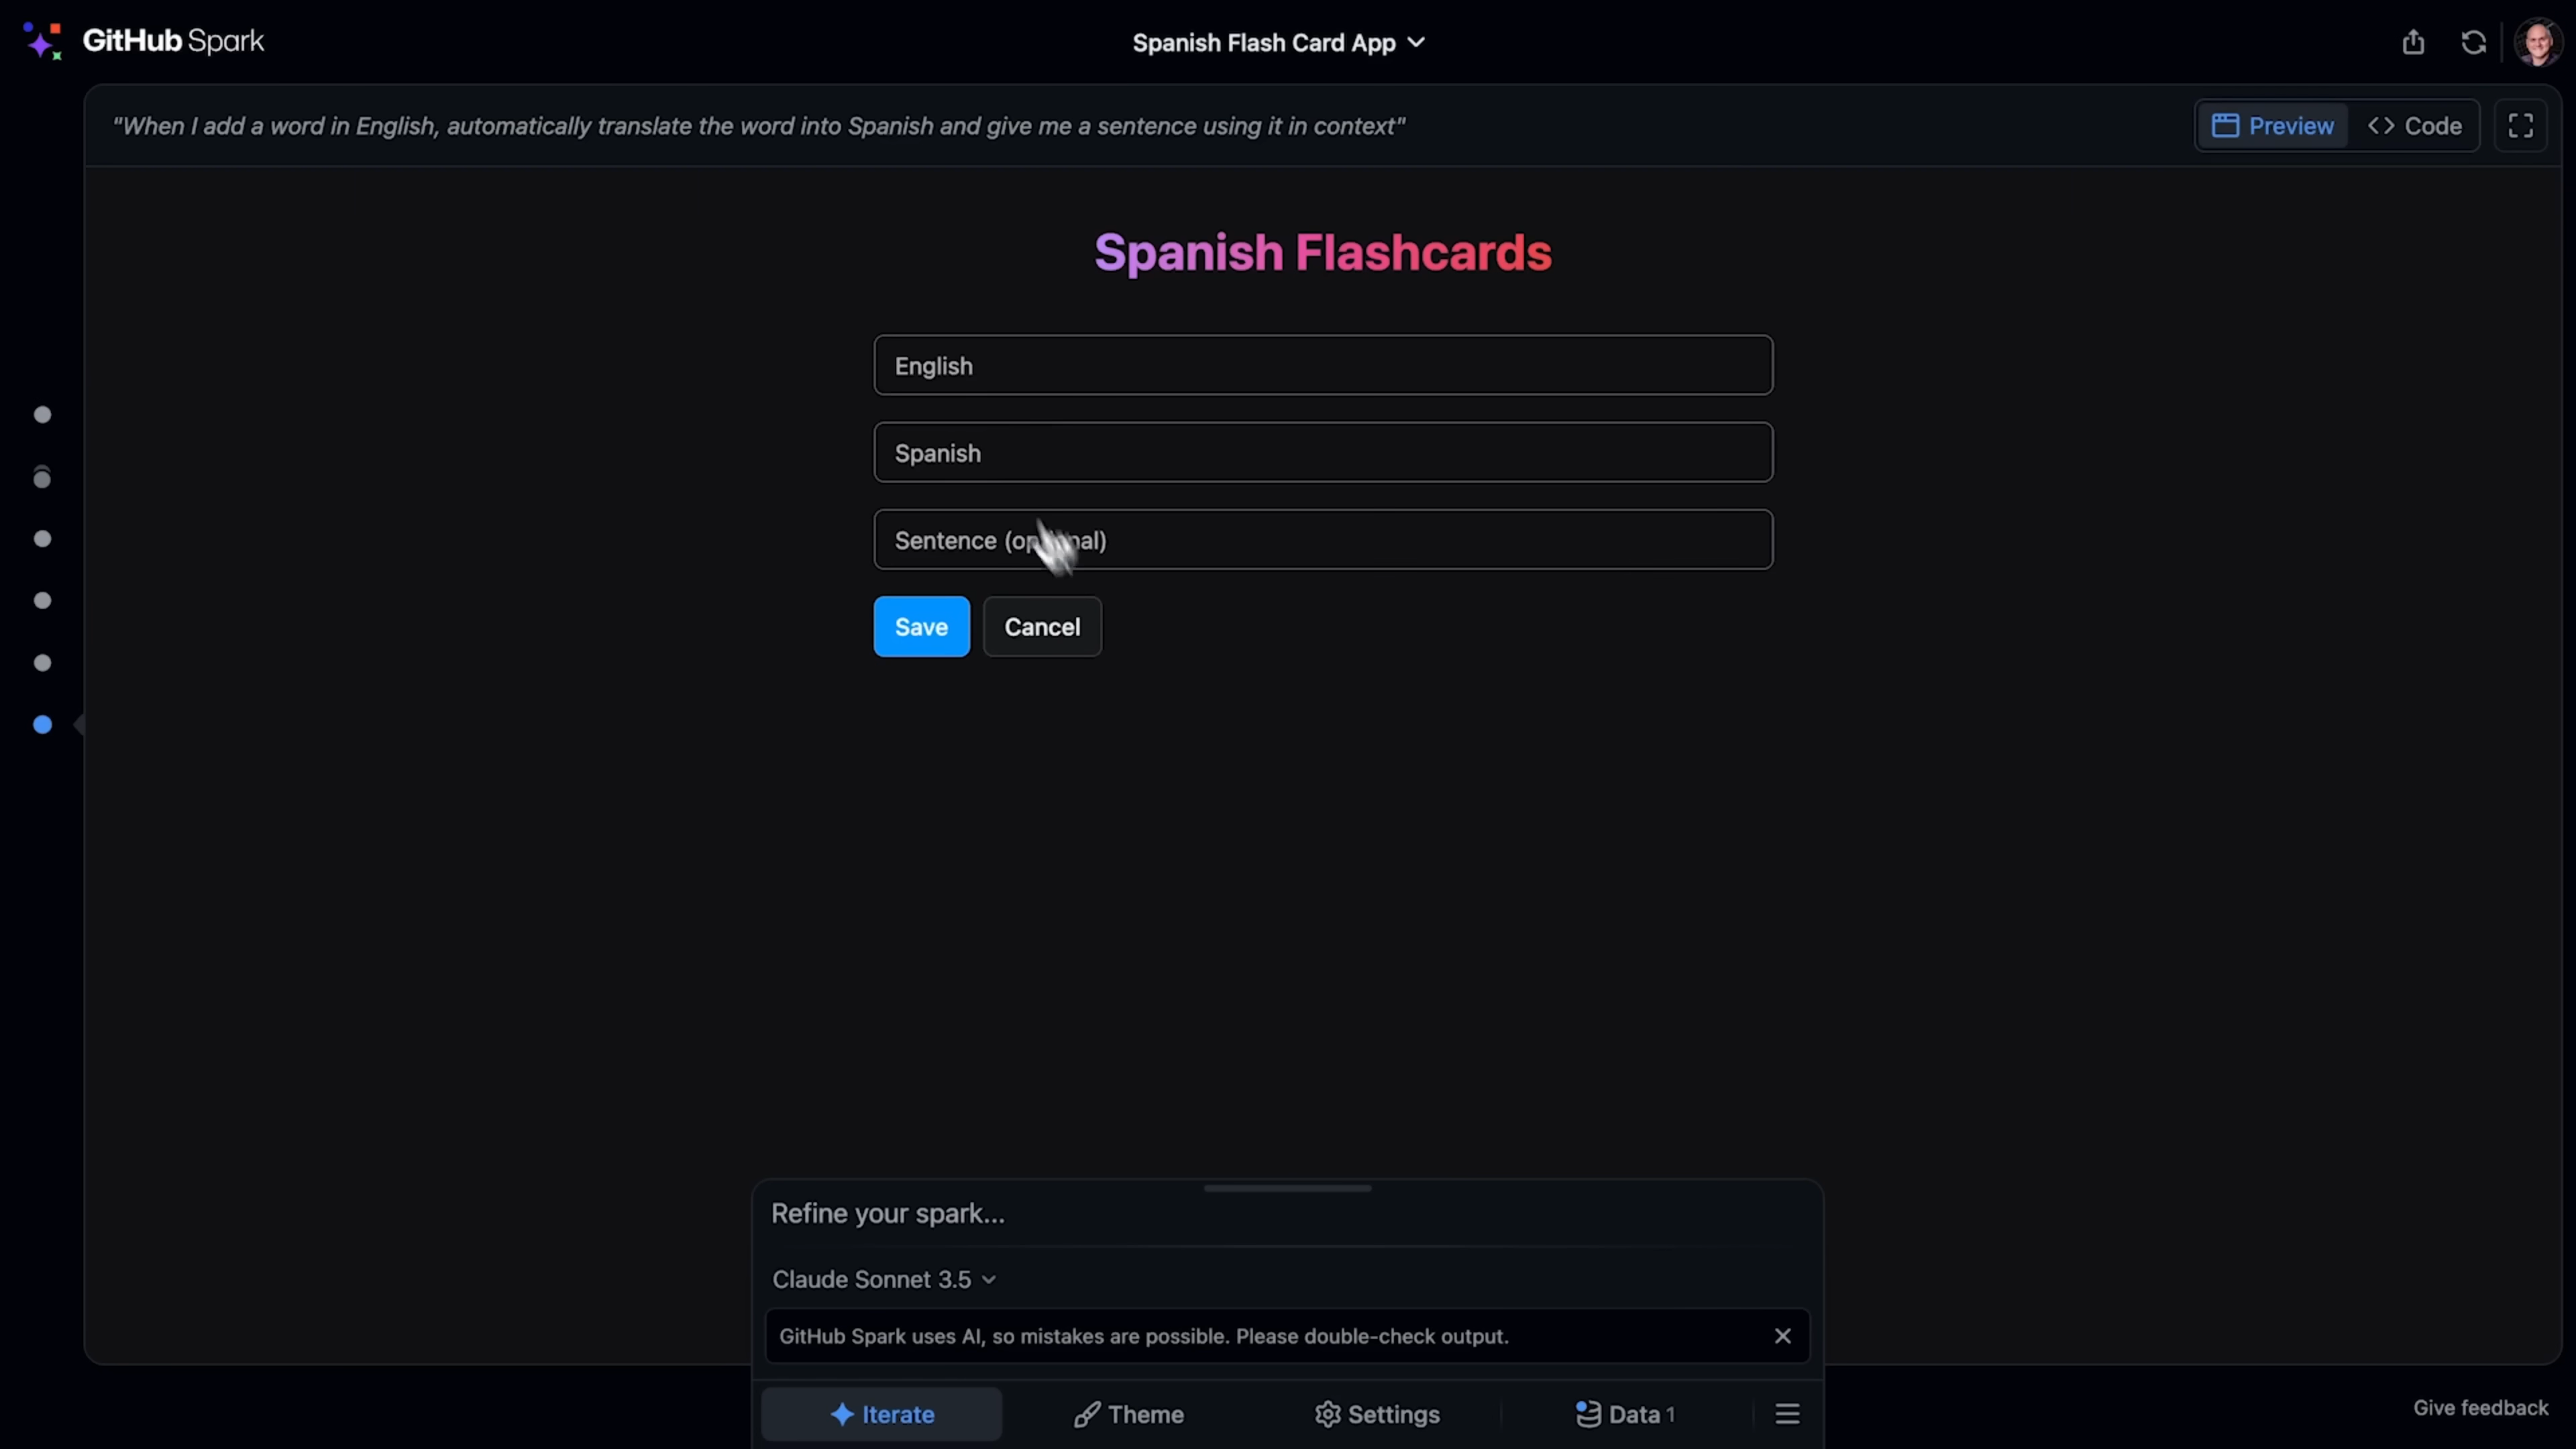 GitHub Spark
Spanish Flash Card App
"When I add a word in English, automatically translate the word into Spanish and give me a sentence using it in context"
Preview
Code
Spanish Flashcards
English
Spanish
Sentence (optional)
Save
Cancel
Refine your spark...
Claude Sonnet 3.5
GitHub Spark uses AI, so mistakes are possible. Please double-check output.
Iterate
Theme
Settings
Data 1
Give feedback